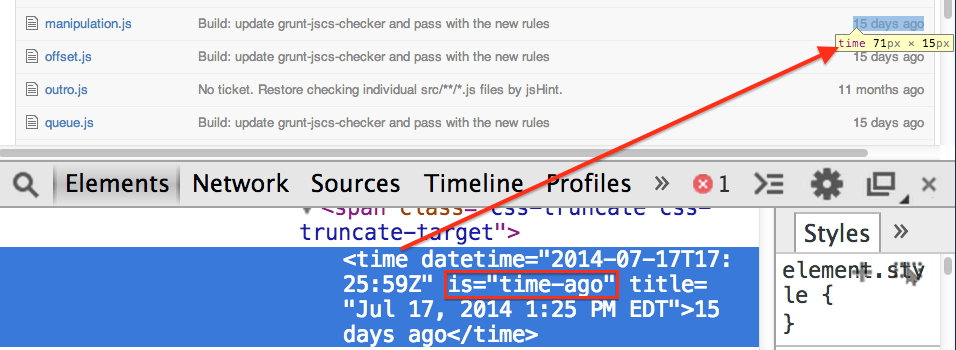 manipulation.js Build: update grunt-jscs-checker and pass with the new rules 15 days ago
time 71px × 15px
offset.js Build: update grunt-jscs-checker and pass with the new rules 15 days ago
outro.js No ticket. Restore checking individual src/**/*.js files by jsHint. 11 months ago
queue.js Build: update grunt-jscs-checker and pass with the new rules 15 days ago
Elements Network Sources Timeline Profiles » 1
<span class="css-truncate css-
truncate-target">
<time datetime="2014-07-17T17:
25:59Z" is="time-ago" title=
"Jul 17, 2014 1:25 PM EDT">15
days ago</time>
Styles »
element.sty
le {
}